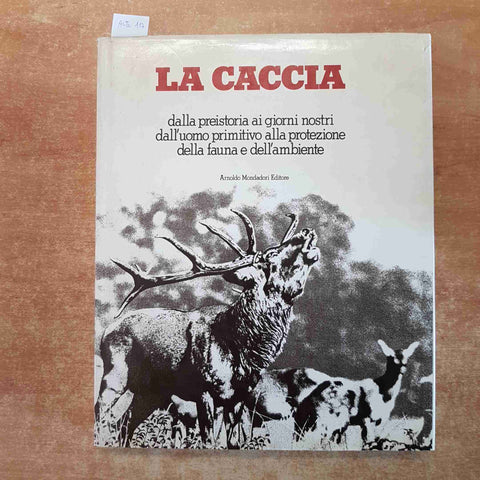 LA CACCIA
dalla preistoria ai giorni nostri
dall'uomo primitivo alla protezione
della fauna e dell'ambiente
Arnoldo Mondadori Editore